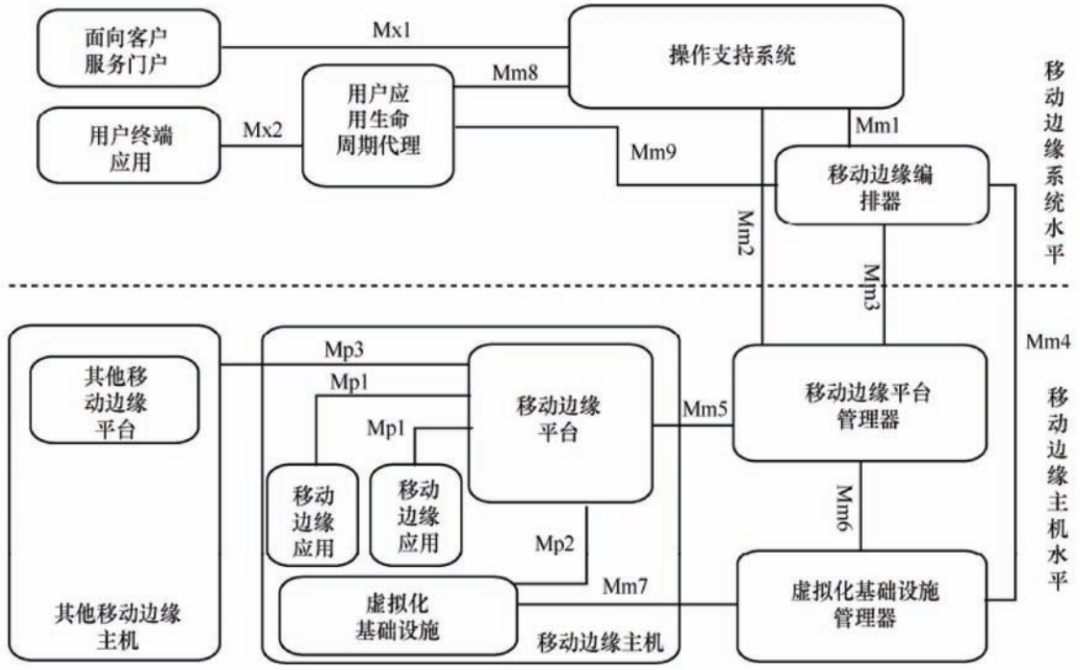 面向客户
服务门户
Mx1
操作支持系统
用户终端
应用
Mx2
用户应
用生命
周期代理
Mm8
Mm9
Mm1
移动边缘编
排器
移动边缘系统水平
Mm2
Mm3
Mm4
其他移
动边缘
平台
其他移动边缘
主机
Mp3
Mp1
Mp1
移动边缘
平台
移动
边缘
应用
移动
边缘
应用
Mp2
虚拟化
基础设施
移动边缘主机
Mm5
移动边缘平台
管理器
Mm6
Mm7
虚拟化基础设施
管理器
移动边缘主机水平